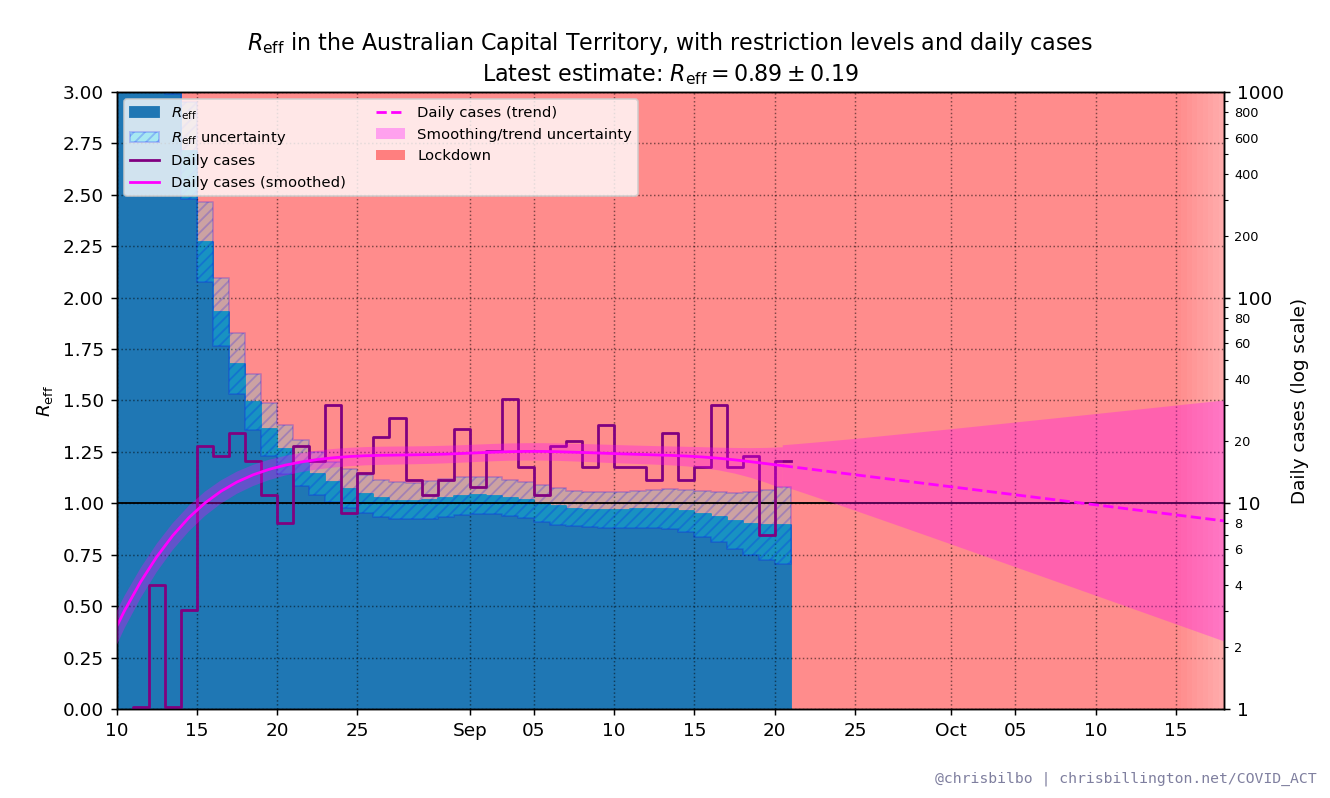 R_eff in the Australian Capital Territory, with restriction levels and daily cases
Latest estimate: R_eff = 0.89 ± 0.19
R_eff
R_eff uncertainty
Daily cases
Daily cases (smoothed)
Daily cases (trend)
Smoothing/trend uncertainty
Lockdown
R_eff
3.00
2.75
2.50
2.25
2.00
1.75
1.50
1.25
1.00
0.75
0.50
0.25
0.00
10 15 20 25 Sep 05 10 15 20 25 Oct 05 10 15
1000
800
600
400
200
100
80
60
40
20
10
8
6
4
2
1
Daily cases (log scale)
@chrisbilbo | chrisbillington.net/COVID_ACT